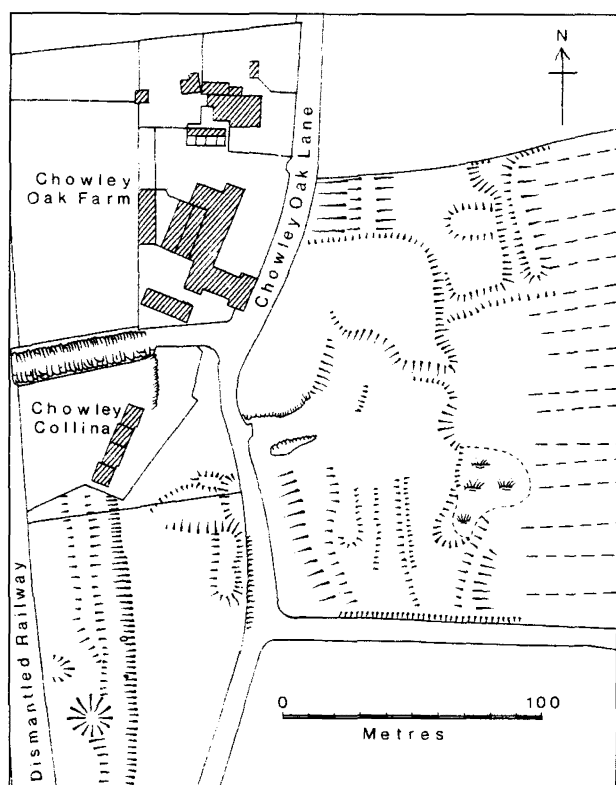 N
Chowley
Oak Farm
Chowley Oak Lane
Chowley
Collina
Dismantled Railway
0 100
Metres